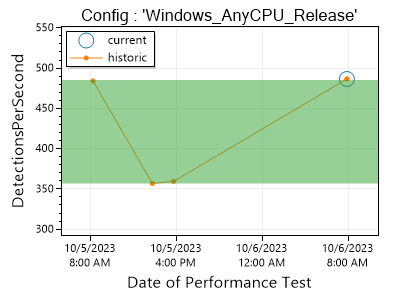 Config : 'Windows_AnyCPU_Release'
current
historic
DetectionsPerSecond
550
500
450
400
350
300
10/5/2023 10/5/2023 10/6/2023 10/6/2023
8:00 AM 4:00 PM 12:00 AM 8:00 AM
Date of Performance Test